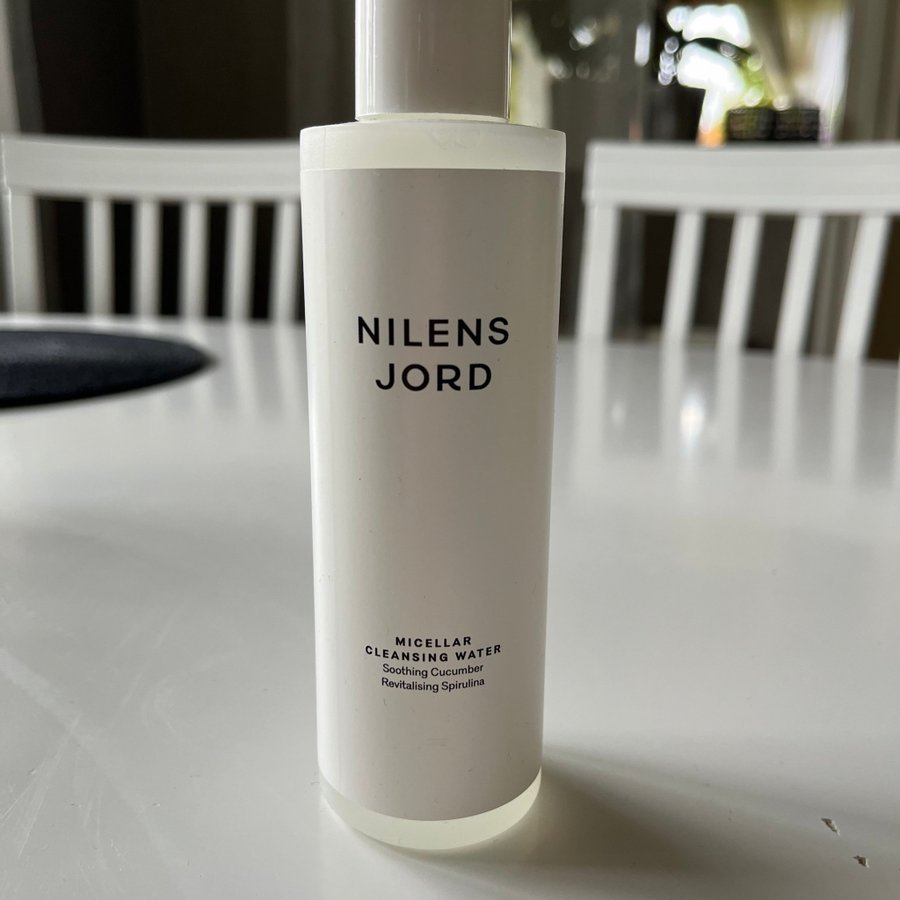 NILENS
JORD
MICELLAR
CLEANSING WATER
Soothing Cucumber
Revitalising Spirulina